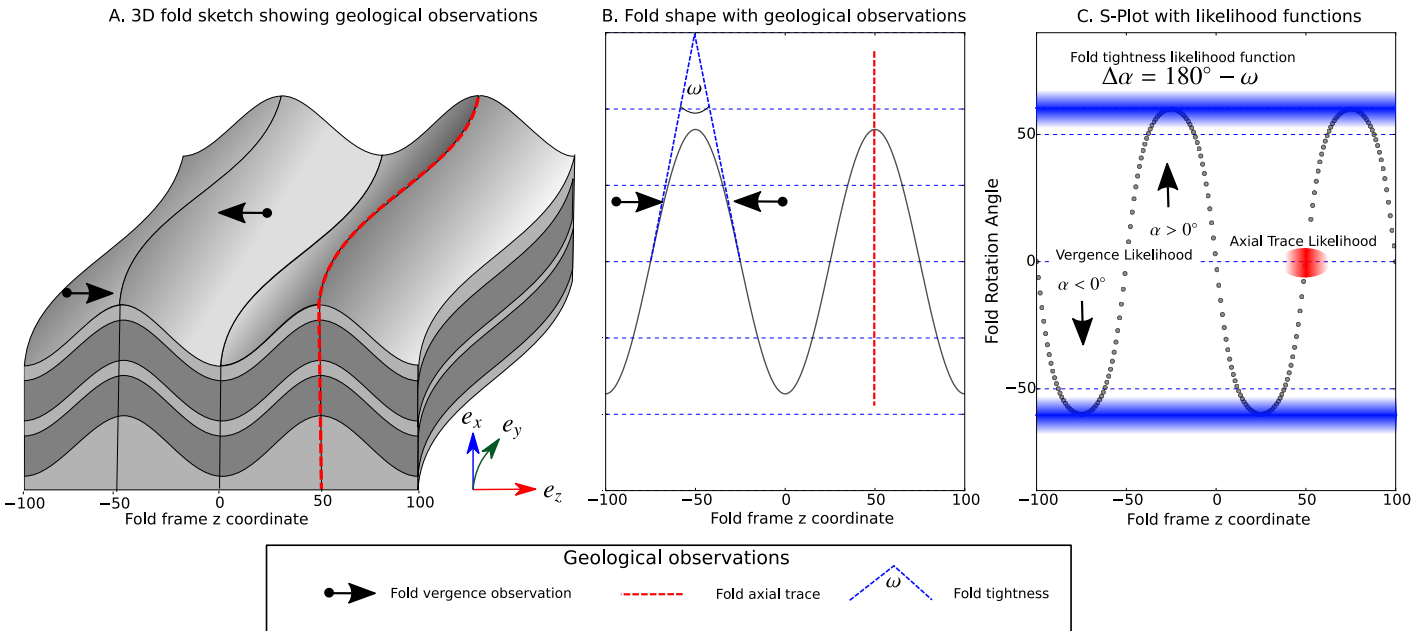 A. 3D fold sketch showing geological observations
e_x
e_y
e_z
−100
−50
0
50
100
Fold frame z coordinate
B. Fold shape with geological observations
ω
−100
−50
0
50
100
Fold frame z coordinate
C. S-Plot with likelihood functions
Fold tightness likelihood function
Δα = 180° − ω
50
α > 0°
Axial Trace Likelihood
Vergence Likelihood
0
α < 0°
−50
Fold Rotation Angle
−100
−50
0
50
100
Fold frame z coordinate
Geological observations
Fold vergence observation
Fold axial trace
ω
Fold tightness